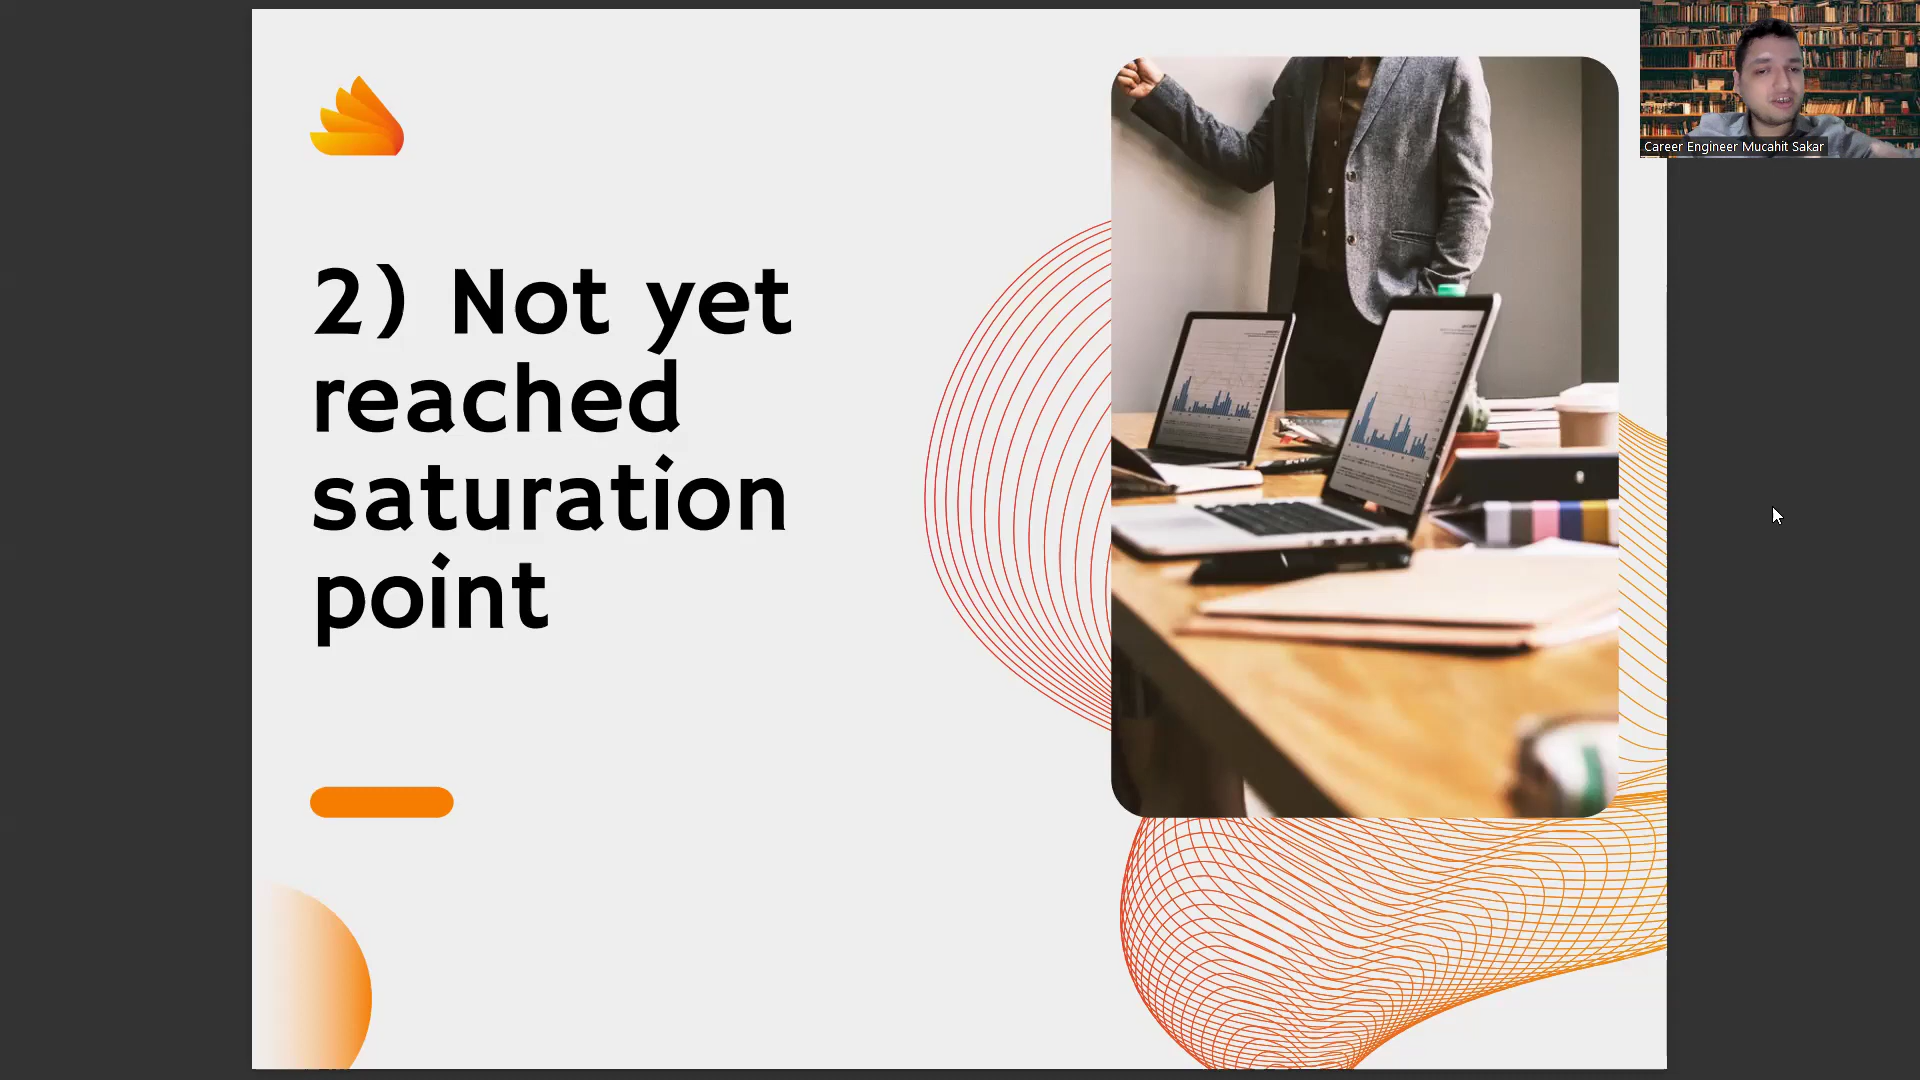 2) Not yet
reached
saturation
point
Career Engineer Mucahit Sakar